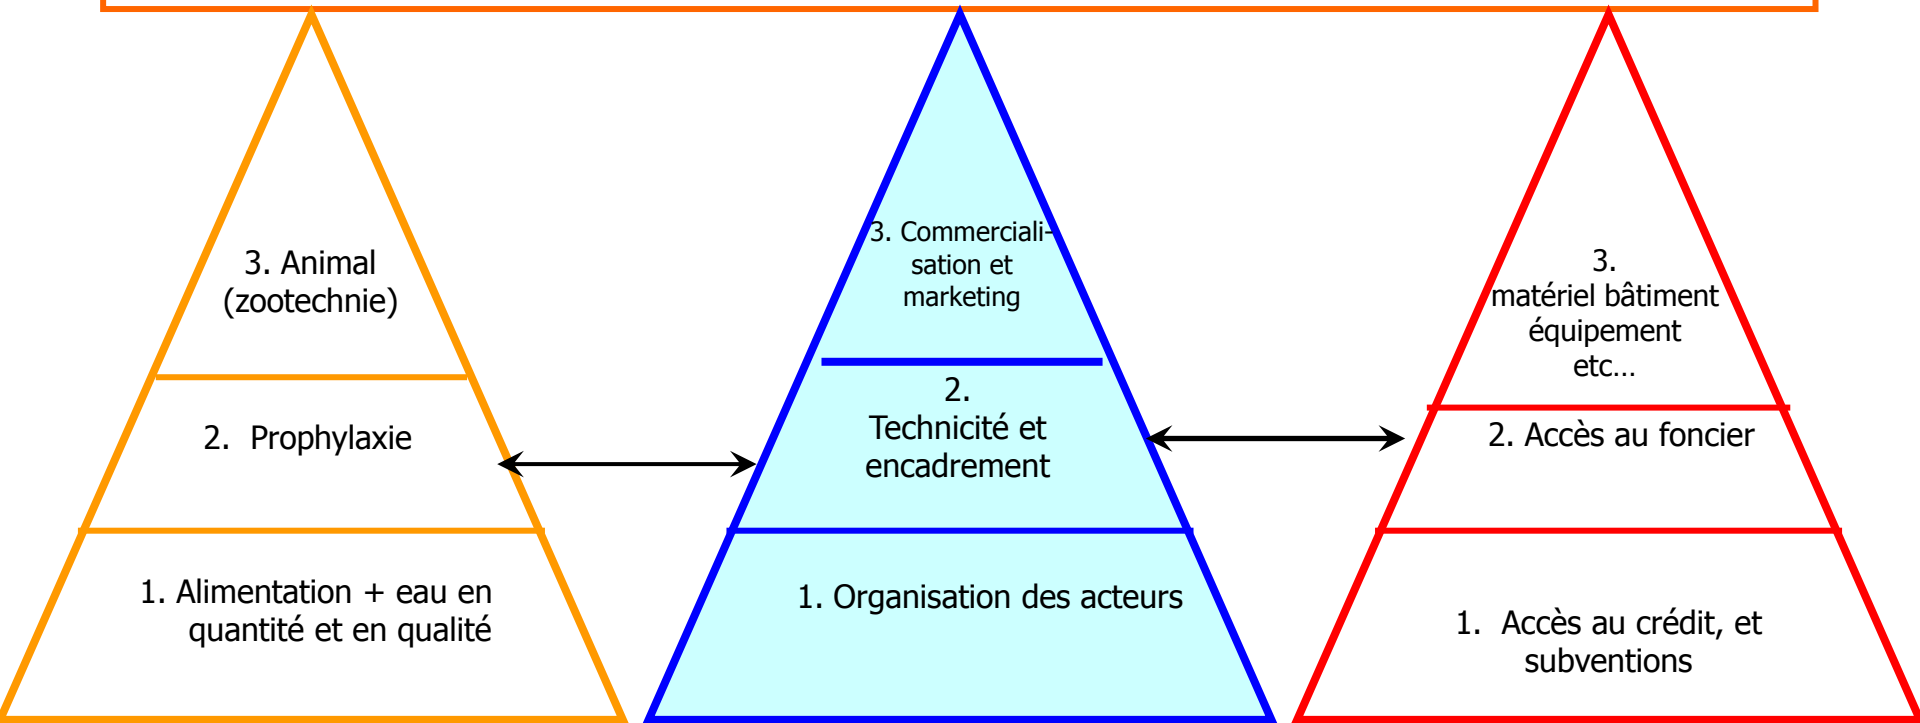 3. Animal
(zootechnie)
2. Prophylaxie
1. Alimentation + eau en
quantité et en qualité
3. Commerciali-
sation et
marketing
2.
Technicité et
encadrement
1. Organisation des acteurs
3.
matériel bâtiment
équipement
etc…
2. Accès au foncier
1. Accès au crédit, et
subventions